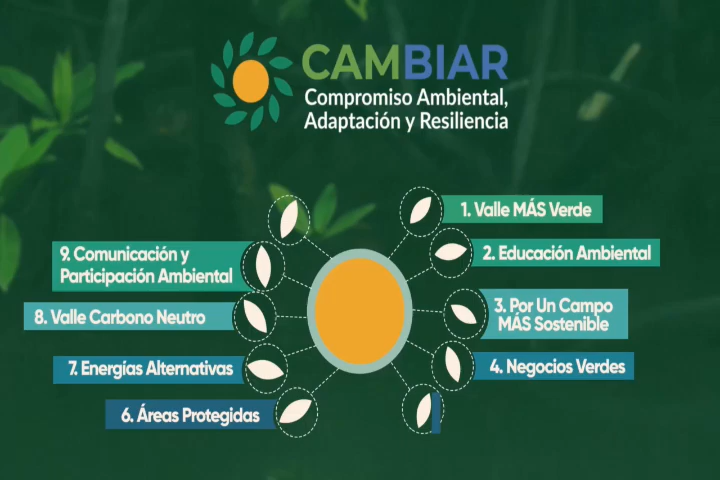 CAMBIAR
Compromiso Ambiental,
Adaptación y Resiliencia
1. Valle MÁS Verde
2. Educación Ambiental
3. Por Un Campo
MÁS Sostenible
4. Negocios Verdes
6. Áreas Protegidas
7. Energías Alternativas
8. Valle Carbono Neutro
9. Comunicación y
Participación Ambiental